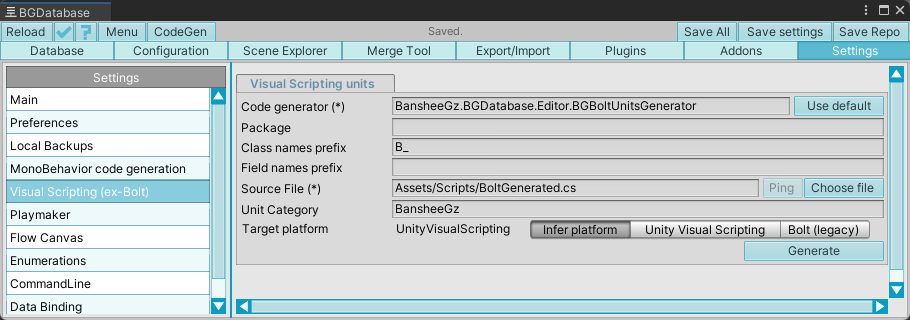 BGDatabase
Reload ? Menu CodeGen Saved. Save All Save settings Save Repo
Database Configuration Scene Explorer Merge Tool Export/Import Plugins Addons Settings
Settings
Main
Preferences
Local Backups
MonoBehavior code generation
Visual Scripting (ex-Bolt)
Playmaker
Flow Canvas
Enumerations
CommandLine
Data Binding
Visual Scripting units
Code generator (*) BansheeGz.BGDatabase.Editor.BGBoltUnitsGenerator Use default
Package
Class names prefix B_
Field names prefix
Source File (*) Assets/Scripts/BoltGenerated.cs Ping Choose file
Unit Category BansheeGz
Target platform UnityVisualScripting Infer platform Unity Visual Scripting Bolt (legacy)
Generate